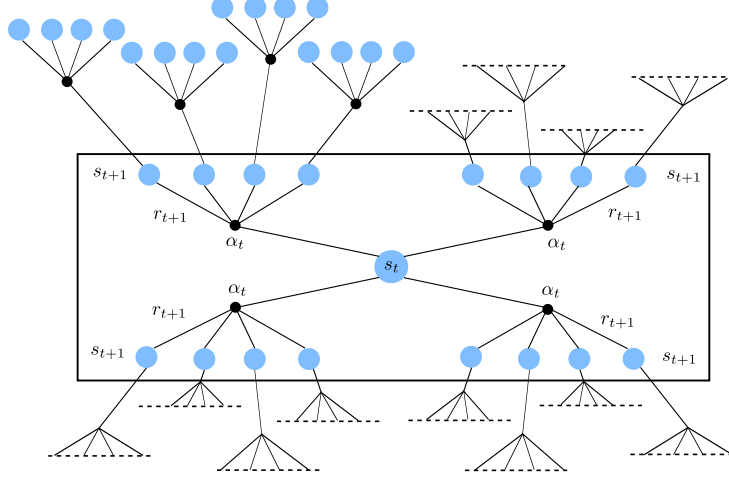 s_{t+1}
s_{t+1}
r_{t+1}
r_{t+1}
α_t
α_t
s_t
α_t
α_t
r_{t+1}
r_{t+1}
s_{t+1}
s_{t+1}